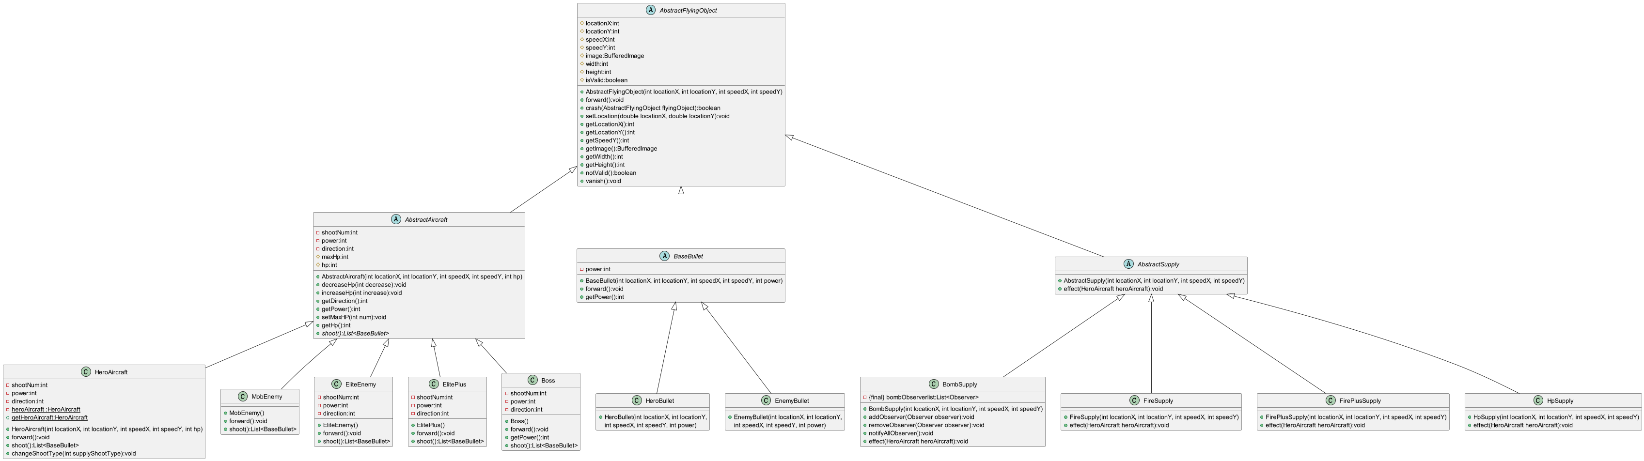 A AbstractFlyingObject
locationX:int
locationY:int
speedX:int
speedY:int
image:BufferedImage
width:int
height:int
isValid:boolean
AbstractFlyingObject(int locationX, int locationY, int speedX, int speedY)
forward():void
crash(AbstractFlyingObject flyingObject):boolean
setLocation(double locationX, double locationY):void
getLocationX():int
getLocationY():int
getSpeedY():int
getImage():BufferedImage
getWidth():int
getHeight():int
notValid():boolean
vanish():void
A AbstractAircraft
shootNum:int
power:int
direction:int
maxHp:int
hp:int
AbstractAircraft(int locationX, int locationY, int speedX, int speedY, int hp)
decreaseHp(int decrease):void
increaseHp(int increase):void
getDirection():int
getPower():int
setMaxHP(int num):void
getHp():int
shoot():List<BaseBullet>
A BaseBullet
power:int
BaseBullet(int locationX, int locationY, int speedX, int speedY, int power)
forward():void
getPower():int
A AbstractSupply
AbstractSupply(int locationX, int locationY, int speedX, int speedY)
effect(HeroAircraft heroAircraft):void
C HeroAircraft
shootNum:int
power:int
direction:int
heroAircraft :HeroAircraft
getHeroAircraft:HeroAircraft
HeroAircraft(int locationX, int locationY, int speedX, int speedY, int hp)
forward():void
shoot():List<BaseBullet>
changeShootType(int supplyShootType):void
C MobEnemy
MobEnemy()
forward():void
shoot():List<BaseBullet>
C EliteEnemy
shootNum:int
power:int
direction:int
EliteEnemy()
forward():void
shoot():List<BaseBullet>
C ElitePlus
shootNum:int
power:int
direction:int
ElitePlus()
forward():void
shoot():List<BaseBullet>
C Boss
shootNum:int
power:int
direction:int
Boss()
forward():void
getPower():int
shoot():List<BaseBullet>
C HeroBullet
HeroBullet(int locationX, int locationY,
int speedX, int speedY, int power)
C EnemyBullet
EnemyBullet(int locationX, int locationY,
int speedX, int speedY, int power)
C BombSupply
{final} bombObserverlist:List<Observer>
BombSupply(int locationX, int locationY, int speedX, int speedY)
addObserver(Observer observer):void
removeObserver(Observer observer):void
notifyAllObserver():void
effect(HeroAircraft heroAircraft):void
C FireSupply
FireSupply(int locationX, int locationY, int speedX, int speedY)
effect(HeroAircraft heroAircraft):void
C FirePlusSupply
FirePlusSupply(int locationX, int locationY, int speedX, int speedY)
effect(HeroAircraft heroAircraft):void
C HpSupply
HpSupply(int locationX, int locationY, int speedX, int speedY)
effect(HeroAircraft heroAircraft):void